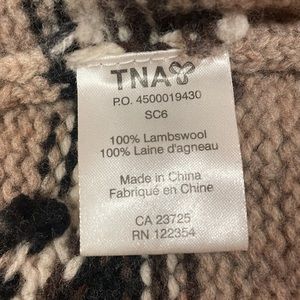 TNA
P.O. 4500019430
SC6
100% Lambswool
100% Laine d'agneau
Made in China
Fabriqué en Chine
CA 23725
RN 122354